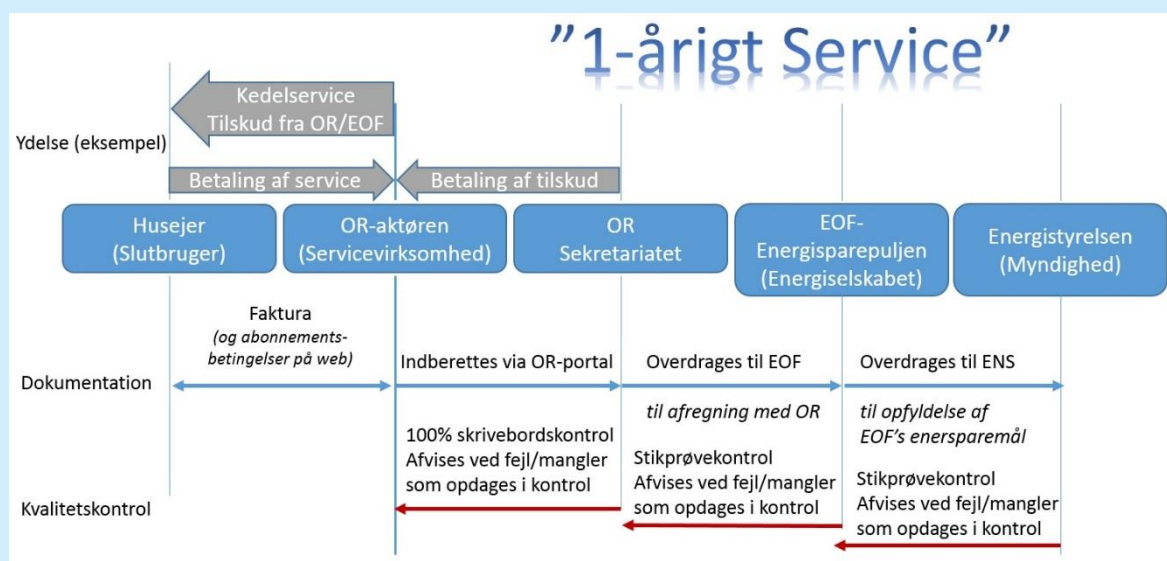 ”1-årigt Service”
Kedelservice
Tilskud fra OR/EOF
Ydelse (eksempel)
Betaling af service
Betaling af tilskud
Husejer
(Slutbruger)
OR-aktøren
(Servicevirksomhed)
OR
Sekretariatet
EOF-
Energisparepuljen
(Energiselskabet)
Energistyrelsen
(Myndighed)
Faktura
(og abonnements-
betingelser på web)
Dokumentation
Indberettes via OR-portal
Overdrages til EOF
til afregning med OR
Overdrages til ENS
til opfyldelse af
EOF’s enersparemål
Kvalitetskontrol
100% skrivebordskontrol
Afvises ved fejl/mangler
som opdages i kontrol
Stikprøvekontrol
Afvises ved fejl/mangler
som opdages i kontrol
Stikprøvekontrol
Afvises ved fejl/mangler
som opdages i kontrol